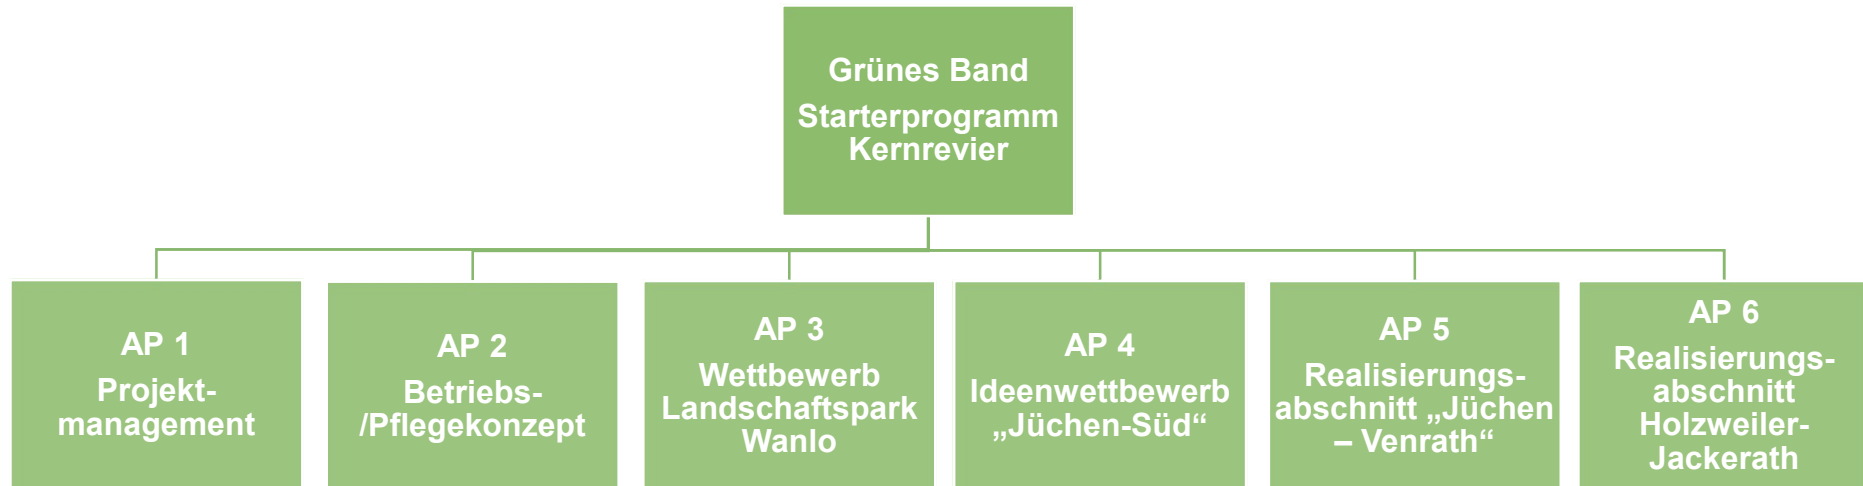 Grünes Band
Starterprogramm
Kernrevier
AP 1
Projekt-
management
AP 2
Betriebs-
/Pflegekonzept
AP 3
Wettbewerb
Landschaftspark
Wanlo
AP 4
Ideenwettbewerb
„Jüchen-Süd“
AP 5
Realisierungs-
abschnitt „Jüchen
– Venrath“
AP 6
Realisierungs-
abschnitt
Holzweiler-
Jackerath